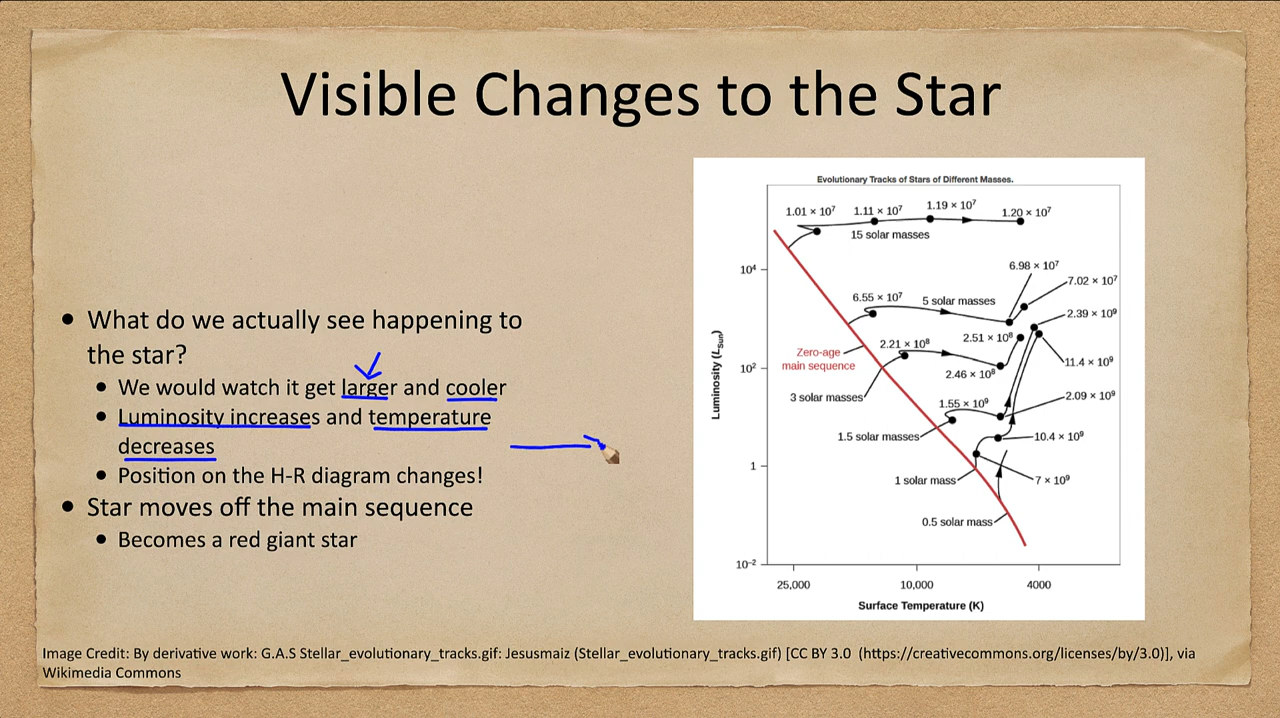 Visible Changes to the Star
• What do we actually see happening to
the star?
• We would watch it get larger and cooler
• Luminosity increases and temperature
decreases
• Position on the H-R diagram changes!
• Star moves off the main sequence
• Becomes a red giant star
Evolutionary Tracks of Stars of Different Masses.
1.01 × 10⁷
1.11 × 10⁷
1.19 × 10⁷
1.20 × 10⁷
15 solar masses
10⁴
6.98 × 10⁷
7.02 × 10⁷
6.55 × 10⁷
5 solar masses
2.39 × 10⁹
2.51 × 10⁸
2.21 × 10⁸
Zero-age
main sequence
11.4 × 10⁹
10²
2.46 × 10⁸
3 solar masses
2.09 × 10⁹
1.55 × 10⁹
1.5 solar masses
10.4 × 10⁹
1
1 solar mass
7 × 10⁹
0.5 solar mass
10⁻²
Luminosity (L_Sun)
25,000
10,000
4000
Surface Temperature (K)
Image Credit: By derivative work: G.A.S Stellar_evolutionary_tracks.gif: Jesusmaiz (Stellar_evolutionary_tracks.gif) [CC BY 3.0 (https://creativecommons.org/licenses/by/3.0)], via
Wikimedia Commons